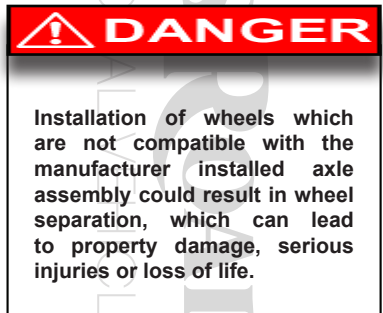 DANGER
Installation of wheels which
are not compatible with the
manufacturer installed axle
assembly could result in wheel
separation, which can lead
to property damage, serious
injuries or loss of life.